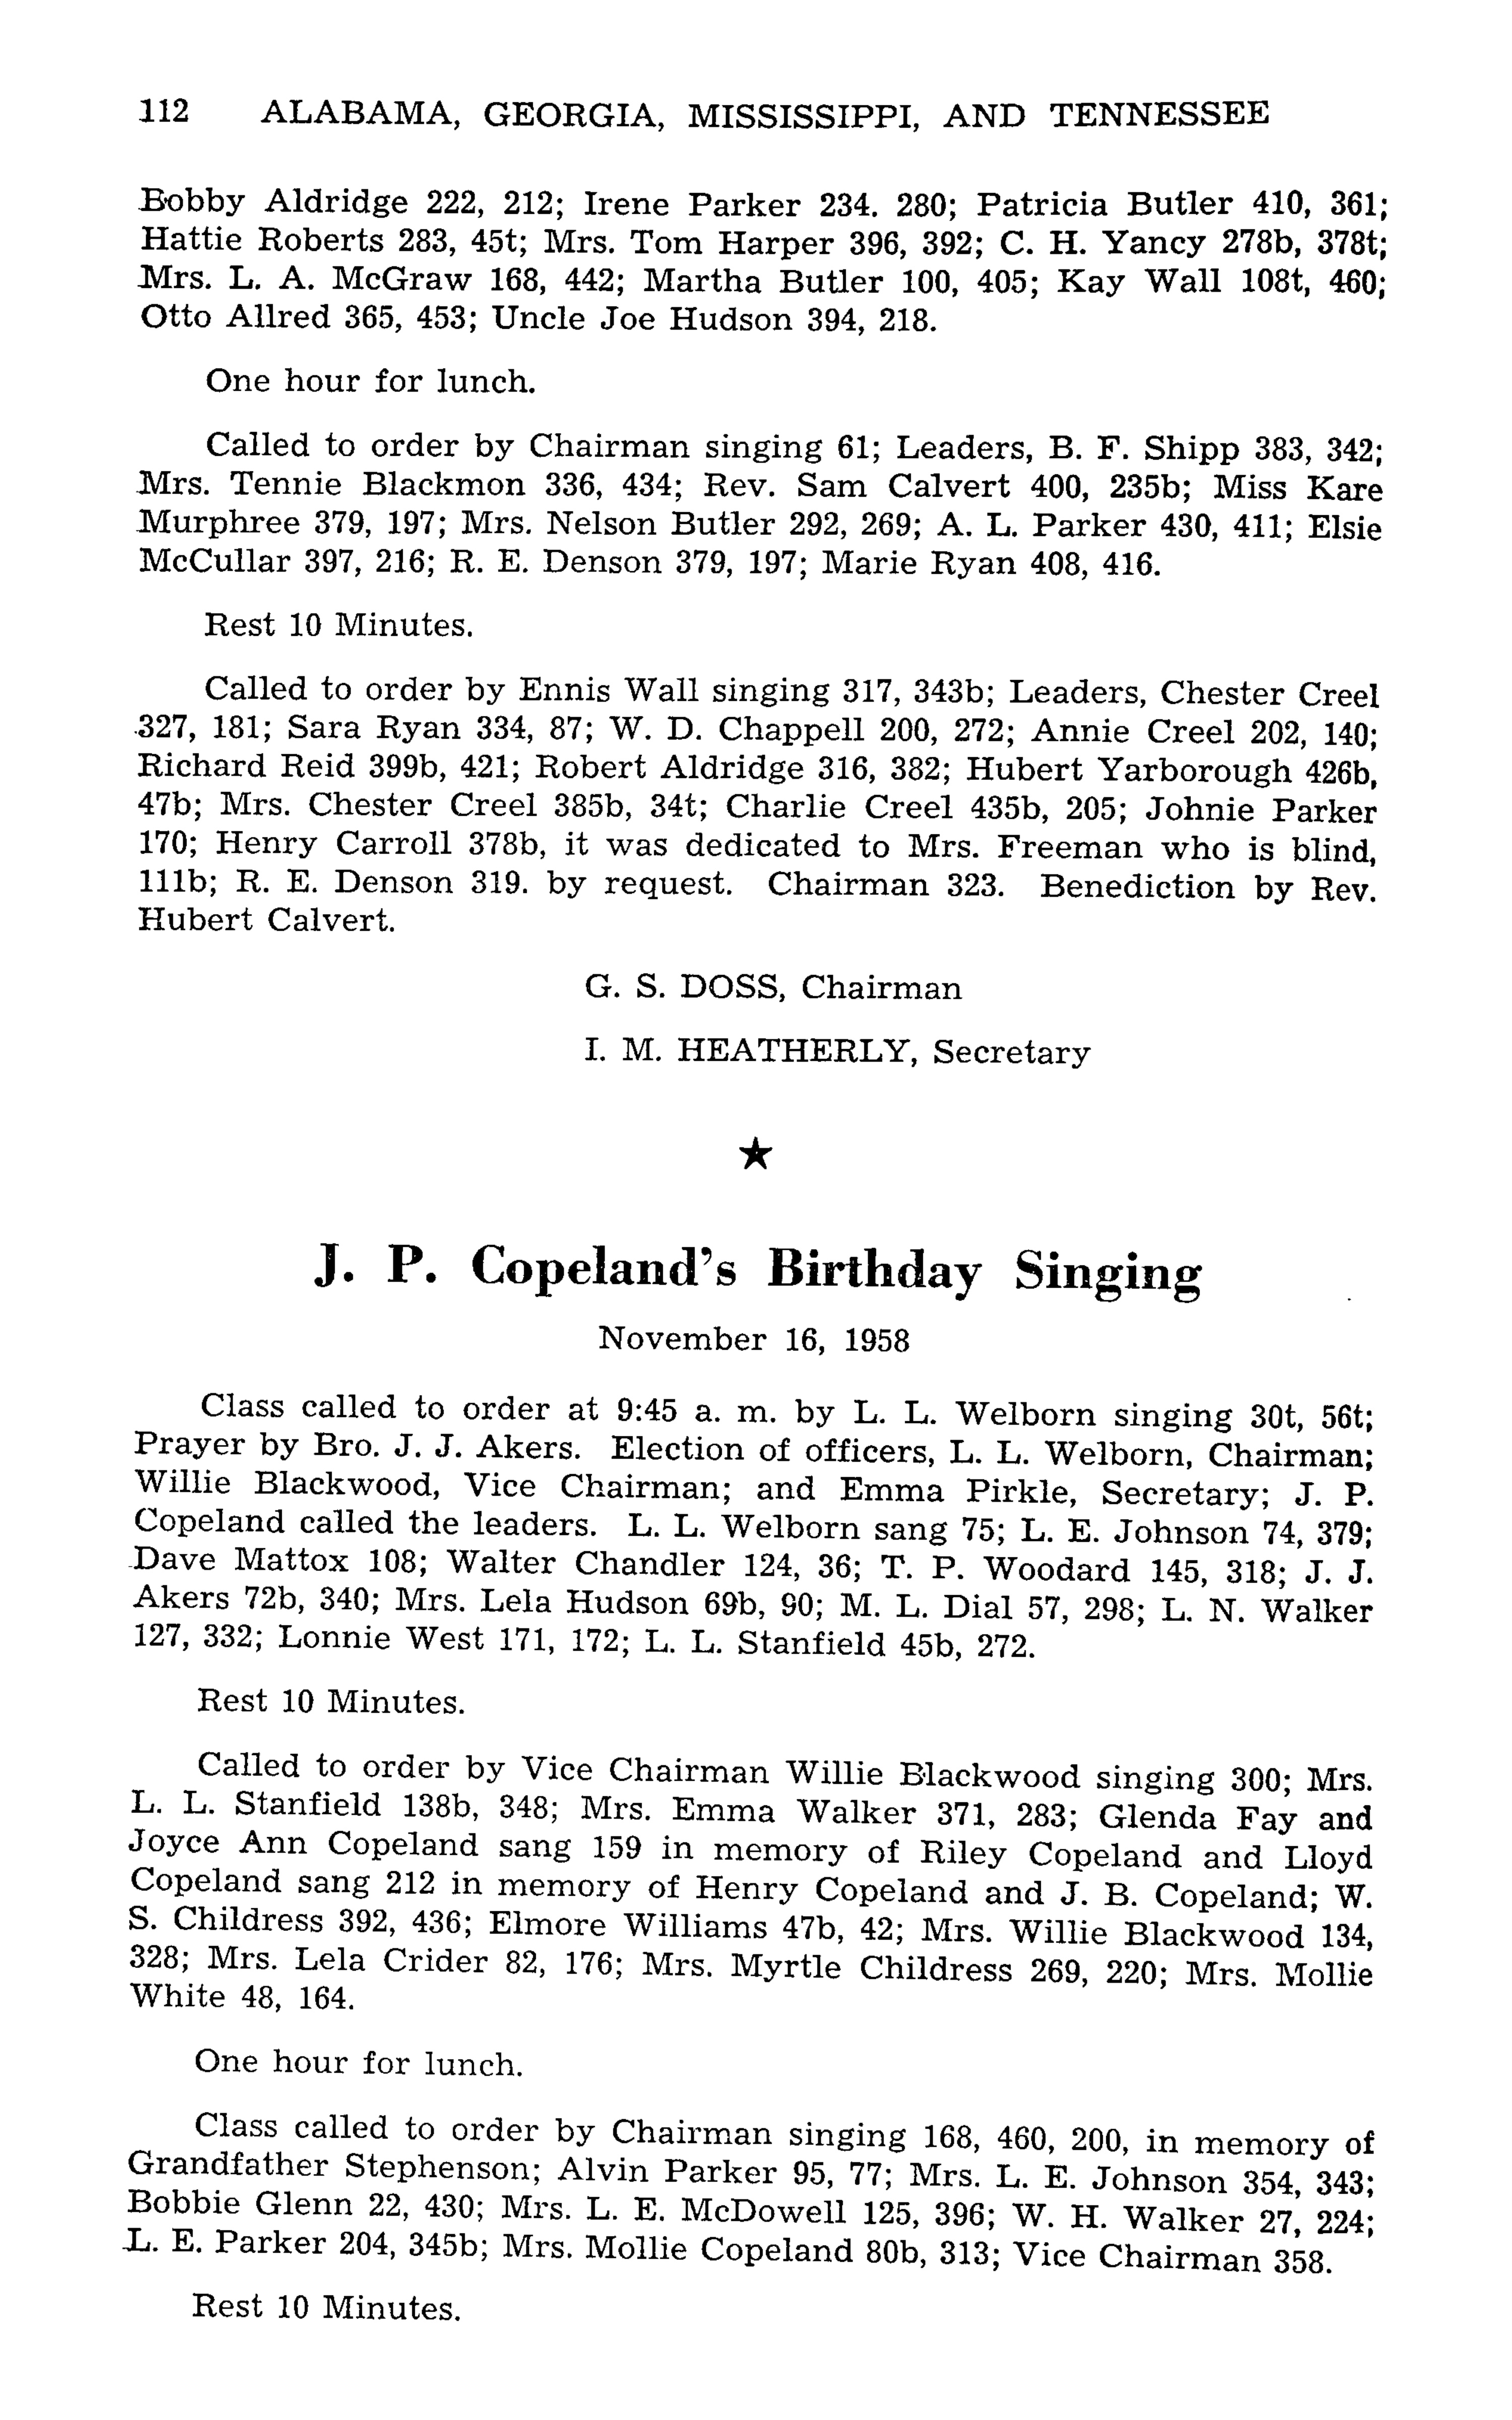 112 ALABAMA, GEORGIA, MISSISSIPPI, AND TENNESSEE
Bobby Aldridge 222, 212; Irene Parker 234. 280; Patricia Butler 410, 361;
Hattie Roberts 283, 45t; Mrs. Tom Harper 396, 392; C. H. Yancy 278b, 378t;
Mrs. L. A. McGraw 168, 442; Martha Butler 100, 405; Kay Wall 108t, 460;
Otto Allred 365, 453; Uncle Joe Hudson 394, 218.
One hour for lunch.
Called to order by Chairman singing 61; Leaders, B. F. Shipp 383, 342;
Mrs. Tennie Blackmon 336, 434; Rev. Sam Calvert 400, 235b; Miss Kare
Murphree 379, 197; Mrs. Nelson Butler 292, 269; A. L. Parker 430, 411; Elsie
McCullar 397, 216; R. E. Denson 379, 197; Marie Ryan 408, 416.
Rest 10 Minutes.
Called to order by Ennis Wall singing 317, 343b; Leaders, Chester Creel
327, 181; Sara Ryan 334, 87; W. D. Chappell 200, 272; Annie Creel 202, 140;
Richard Reid 399b, 421; Robert Aldridge 316, 382; Hubert Yarborough 426b,
47b; Mrs. Chester Creel 385b, 34t; Charlie Creel 435b, 205; Johnie Parker
170; Henry Carroll 378b, it was dedicated to Mrs. Freeman who is blind,
111b; R. E. Denson 319. by request. Chairman 323. Benediction by Rev.
Hubert Calvert.
G. S. DOSS, Chairman
I. M. HEATHERLY, Secretary
★
J. P. Copeland's Birthday Singing
November 16, 1958
Class called to order at 9:45 a. m. by L. L. Welborn singing 30t, 56t;
Prayer by Bro. J. J. Akers. Election of officers, L. L. Welborn, Chairman;
Willie Blackwood, Vice Chairman; and Emma Pirkle, Secretary; J. P.
Copeland called the leaders. L. L. Welborn sang 75; L. E. Johnson 74, 379;
Dave Mattox 108; Walter Chandler 124, 36; T. P. Woodard 145, 318; J. J.
Akers 72b, 340; Mrs. Lela Hudson 69b, 90; M. L. Dial 57, 298; L. N. Walker
127, 332; Lonnie West 171, 172; L. L. Stanfield 45b, 272.
Rest 10 Minutes.
Called to order by Vice Chairman Willie Blackwood singing 300; Mrs.
L. L. Stanfield 138b, 348; Mrs. Emma Walker 371, 283; Glenda Fay and
Joyce Ann Copeland sang 159 in memory of Riley Copeland and Lloyd
Copeland sang 212 in memory of Henry Copeland and J. B. Copeland; W.
S. Childress 392, 436; Elmore Williams 47b, 42; Mrs. Willie Blackwood 134,
328; Mrs. Lela Crider 82, 176; Mrs. Myrtle Childress 269, 220; Mrs. Mollie
White 48, 164.
One hour for lunch.
Class called to order by Chairman singing 168, 460, 200, in memory of
Grandfather Stephenson; Alvin Parker 95, 77; Mrs. L. E. Johnson 354, 343;
Bobbie Glenn 22, 430; Mrs. L. E. McDowell 125, 396; W. H. Walker 27, 224;
L. E. Parker 204, 345b; Mrs. Mollie Copeland 80b, 313; Vice Chairman 358.
Rest 10 Minutes.